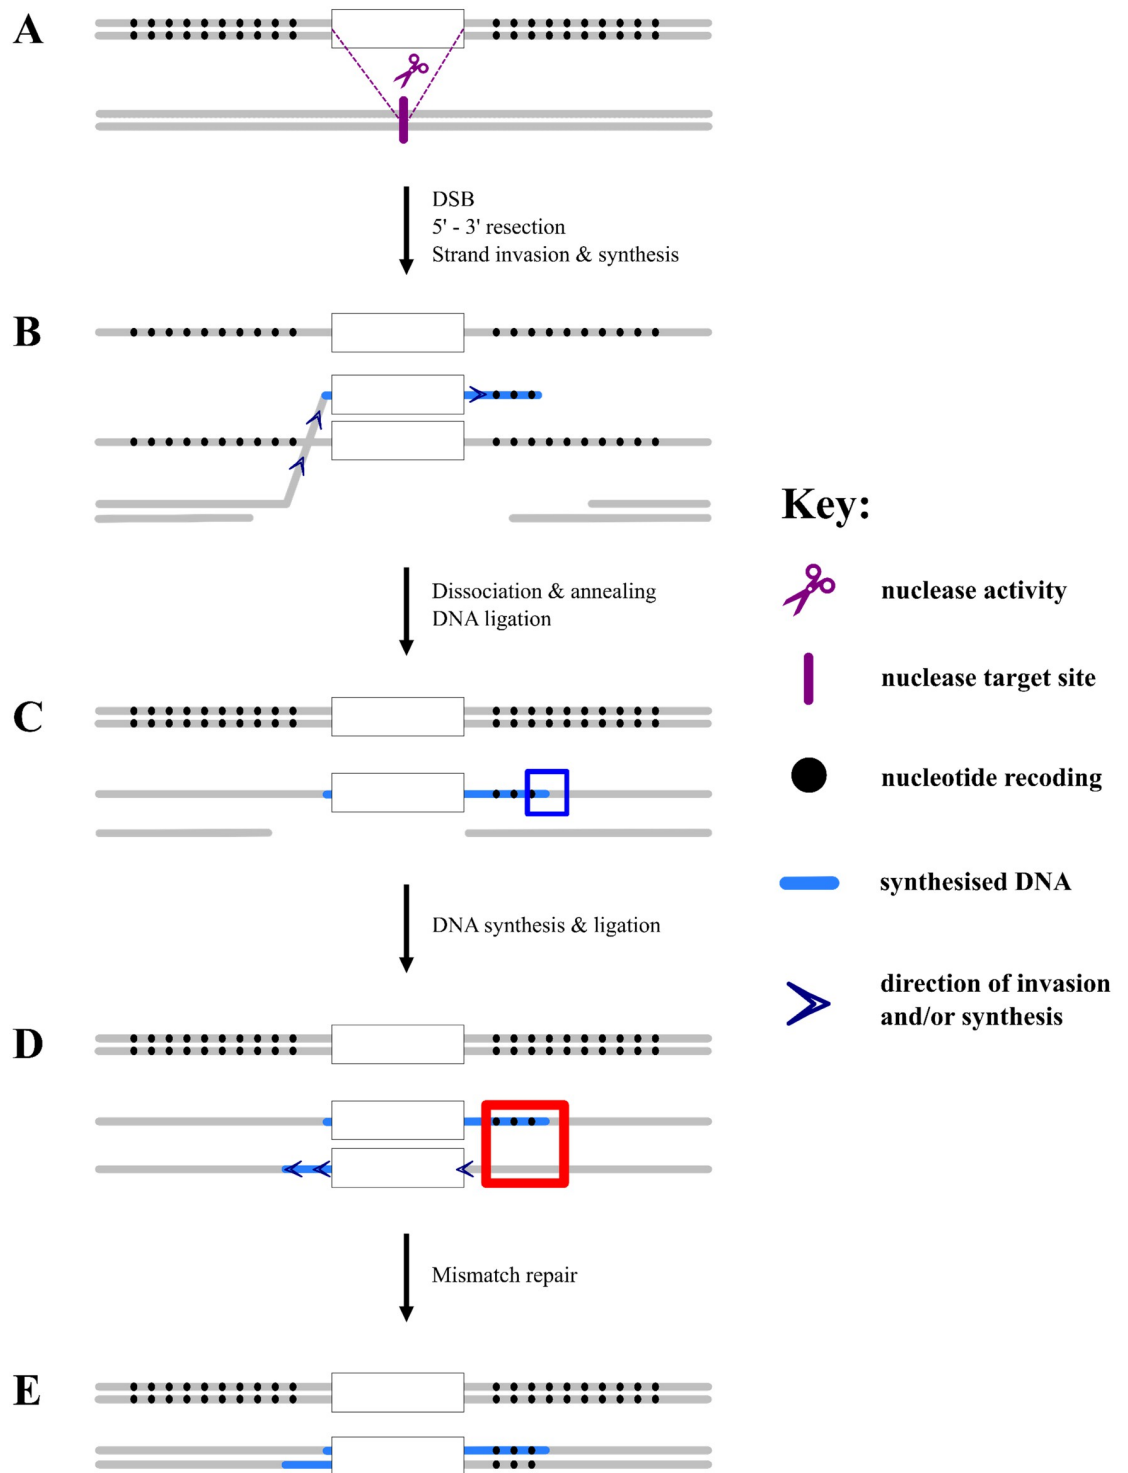 A
DSB
5' - 3' resection
Strand invasion & synthesis
B
Dissociation & annealing
DNA ligation
C
DNA synthesis & ligation
D
Mismatch repair
E
Key:
nuclease activity
nuclease target site
nucleotide recoding
synthesised DNA
direction of invasion
and/or synthesis